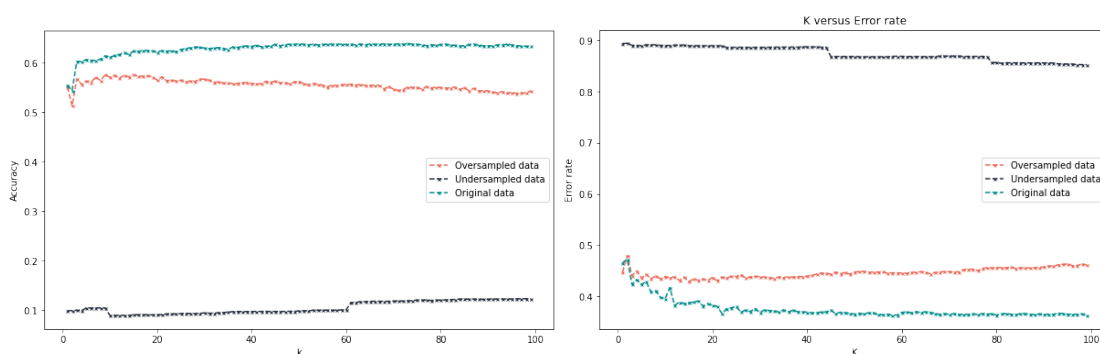 Accuracy
0.6
0.5
0.4
0.3
0.2
0.1
0 20 40 60 80 100
k
Oversampled data
Undersampled data
Original data
K versus Error rate
Error rate
0.9
0.8
0.7
0.6
0.5
0.4
0 20 40 60 80 100
K
Oversampled data
Undersampled data
Original data